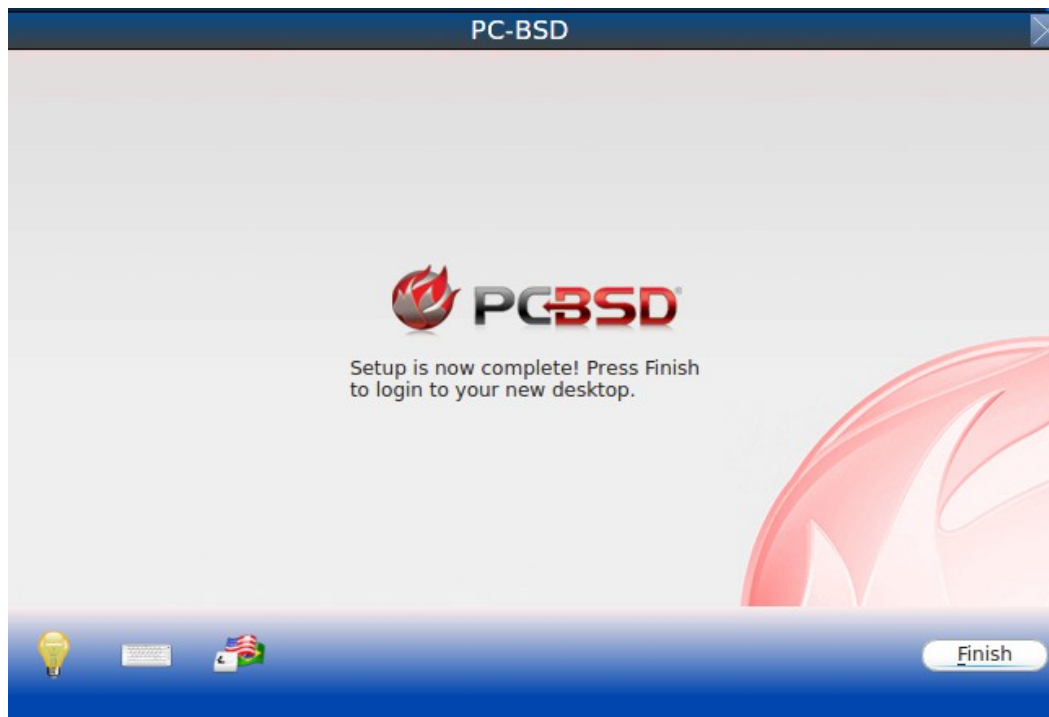 PC-BSD
PCBSD®
Setup is now complete! Press Finish
to login to your new desktop.
Finish